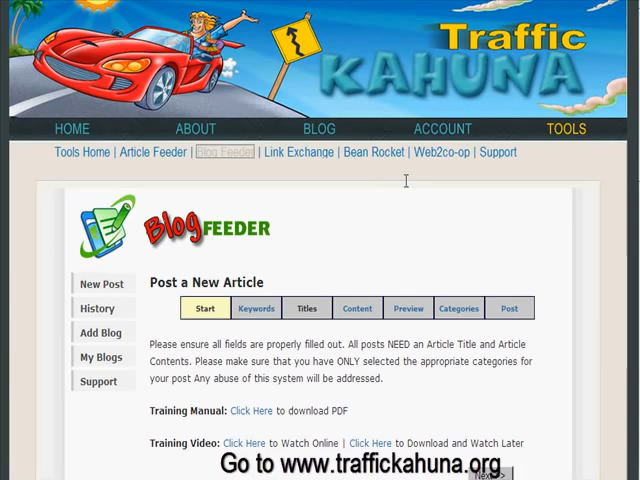 Traffic
KAHUNA
HOME ABOUT BLOG ACCOUNT TOOLS
Tools Home | Article Feeder | Blog Feeder | Link Exchange | Bean Rocket | Web2co-op | Support
Blog FEEDER
New Post
History
Add Blog
My Blogs
Support
Post a New Article
Start Keywords Titles Content Preview Categories Post
Please ensure all fields are properly filled out. All posts NEED an Article Title and Article
Contents. Please make sure that you have ONLY selected the appropriate categories for
your post Any abuse of this system will be addressed.
Training Manual: Click Here to download PDF
Training Video: Click Here to Watch Online | Click Here to Download and Watch Later
Go to www.traffickahuna.org